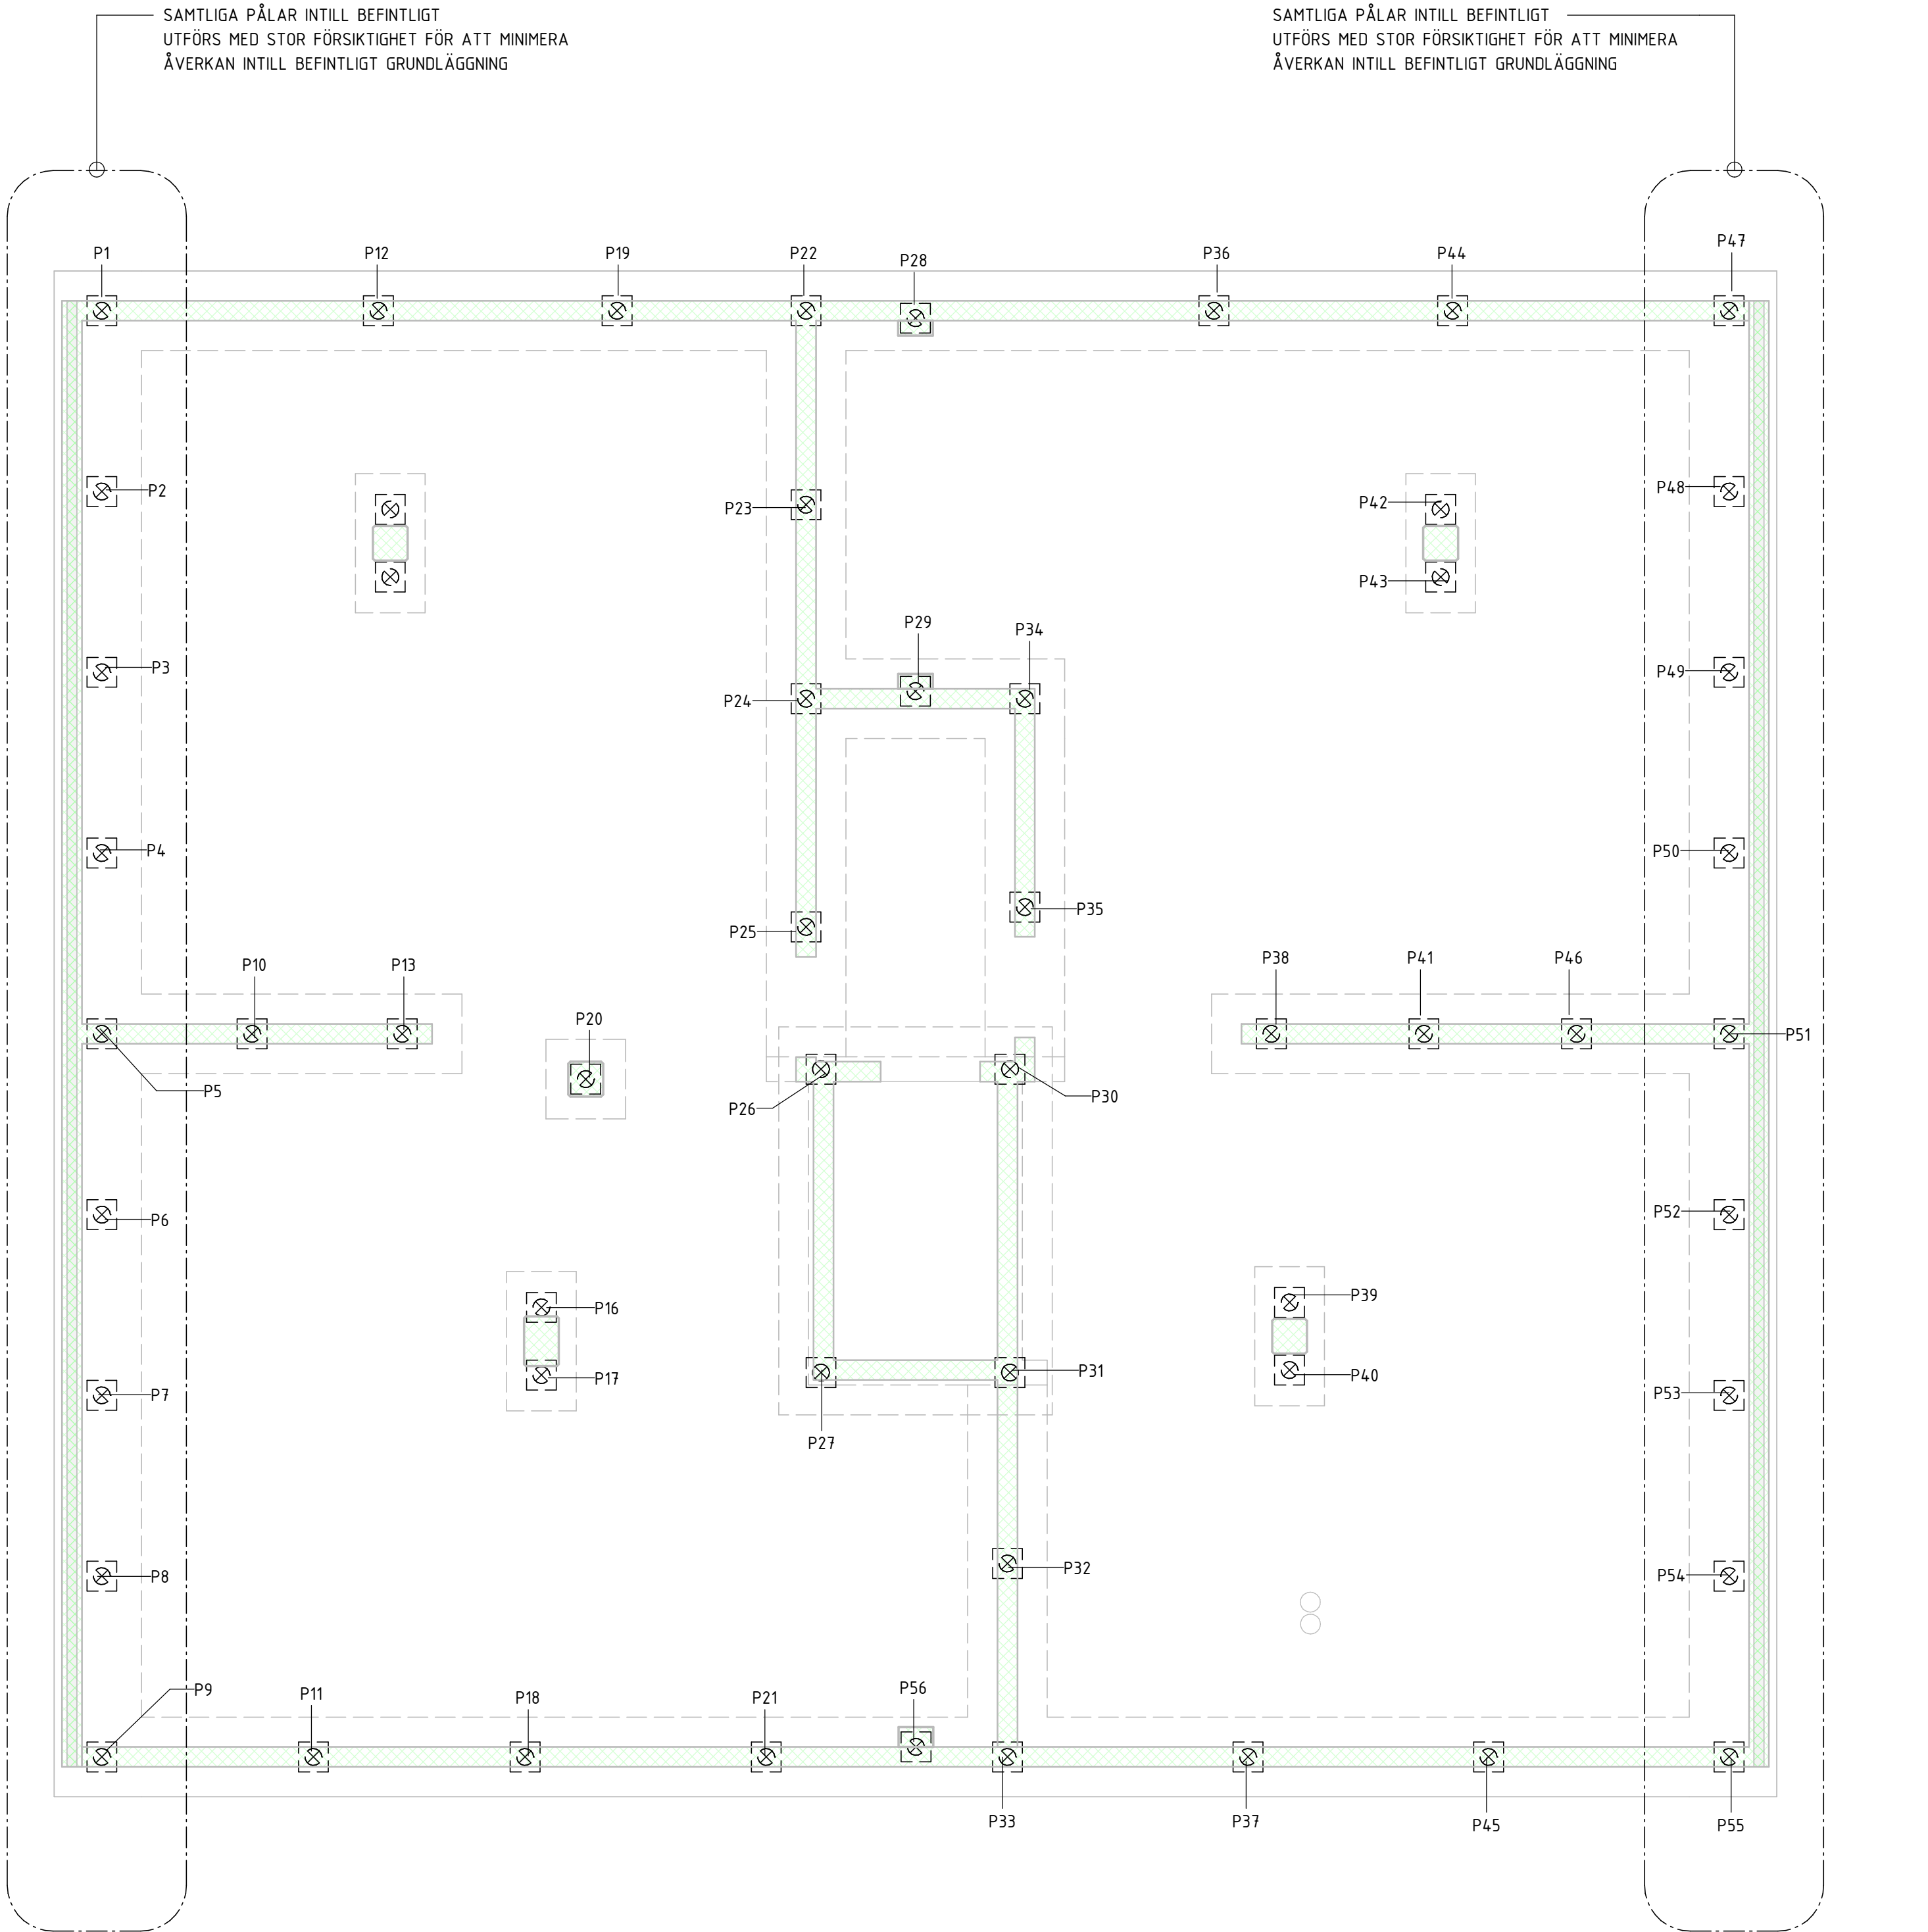 SAMTLIGA PÅLAR INTILL BEFINTLIGT
UTFÖRS MED STOR FÖRSIKTIGHET FÖR ATT MINIMERA
ÅVERKAN INTILL BEFINTLIGT GRUNDLÄGGNING
SAMTLIGA PÅLAR INTILL BEFINTLIGT
UTFÖRS MED STOR FÖRSIKTIGHET FÖR ATT MINIMERA
ÅVERKAN INTILL BEFINTLIGT GRUNDLÄGGNING
P1
P12
P19
P22
P28
P36
P44
P47
P2
P23
P42
P48
P43
P29
P34
P3
P24
P49
P4
P50
P35
P25
P10
P13
P38
P41
P46
P20
P51
P5
P26
P30
P6
P52
P16
P39
P17
P31
P40
P7
P53
P27
P8
P32
P54
P9
P11
P18
P21
P56
P33
P37
P45
P55